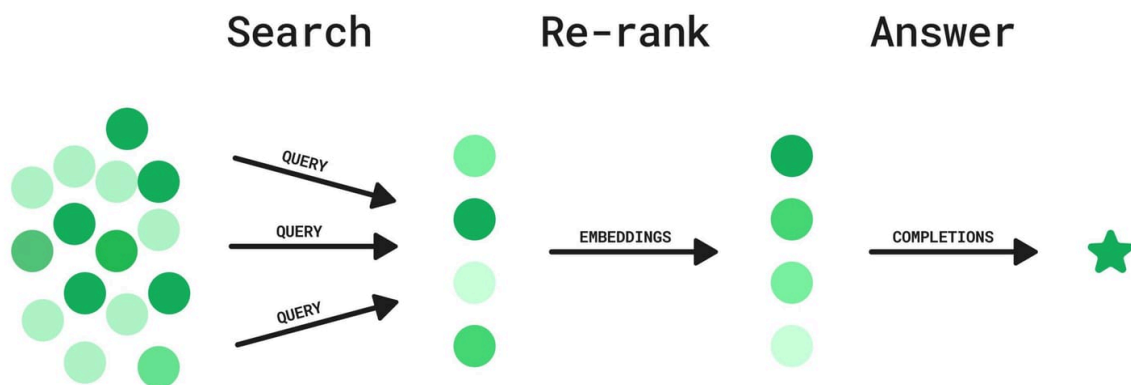 Search Re-rank Answer
QUERY
QUERY
EMBEDDINGS
COMPLETIONS
QUERY